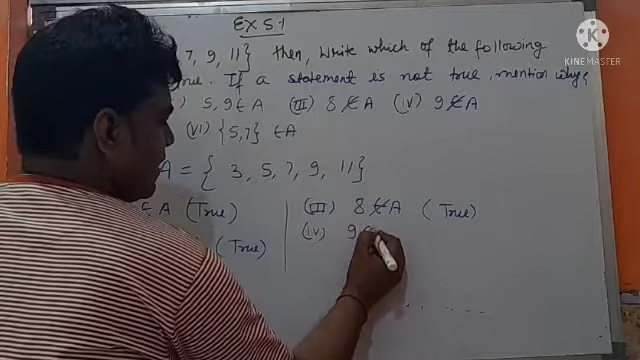 EX 5.1
7, 9, 11} then, write which of the following
True. If a statement is not true, mention why?
5, 9 ∈ A (III) 8 ∉ A (IV) 9 ∉ A
(VI) {5,7} ∈ A
A = { 3, 5, 7, 9, 11}
∈ A (True) (III) 8 ∉ A ( True)
( True) (IV) 9
KINEMASTER